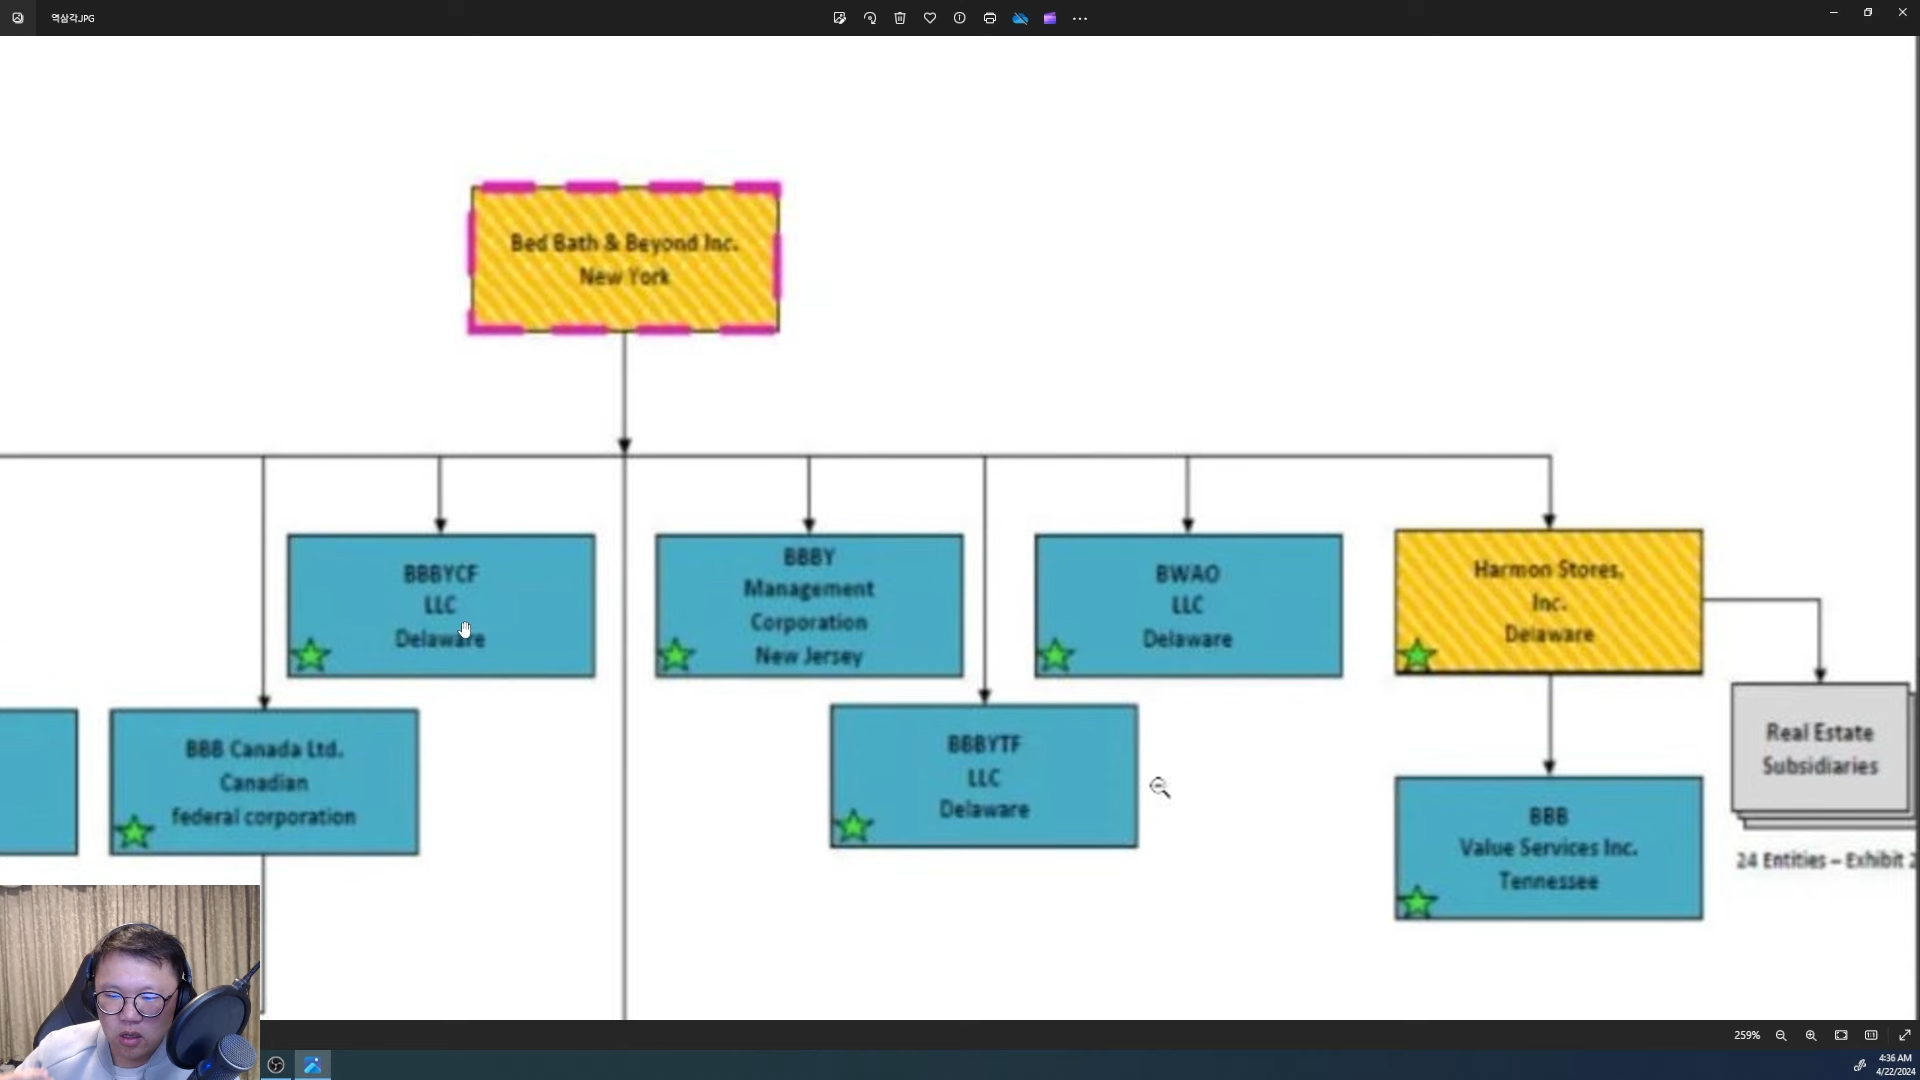 역삼각.JPG
Bed Bath & Beyond Inc.
New York
BBBYCF
LLC
Delaware
BBBY
Management
Corporation
New Jersey
BWAO
LLC
Delaware
Harmon Stores,
Inc.
Delaware
BBB Canada Ltd.
Canadian
federal corporation
BBBYTF
LLC
Delaware
Real Estate
Subsidiaries
BBB
Value Services Inc.
Tennessee
24 Entities – Exhibit
259%
4:36 AM
4/22/2024